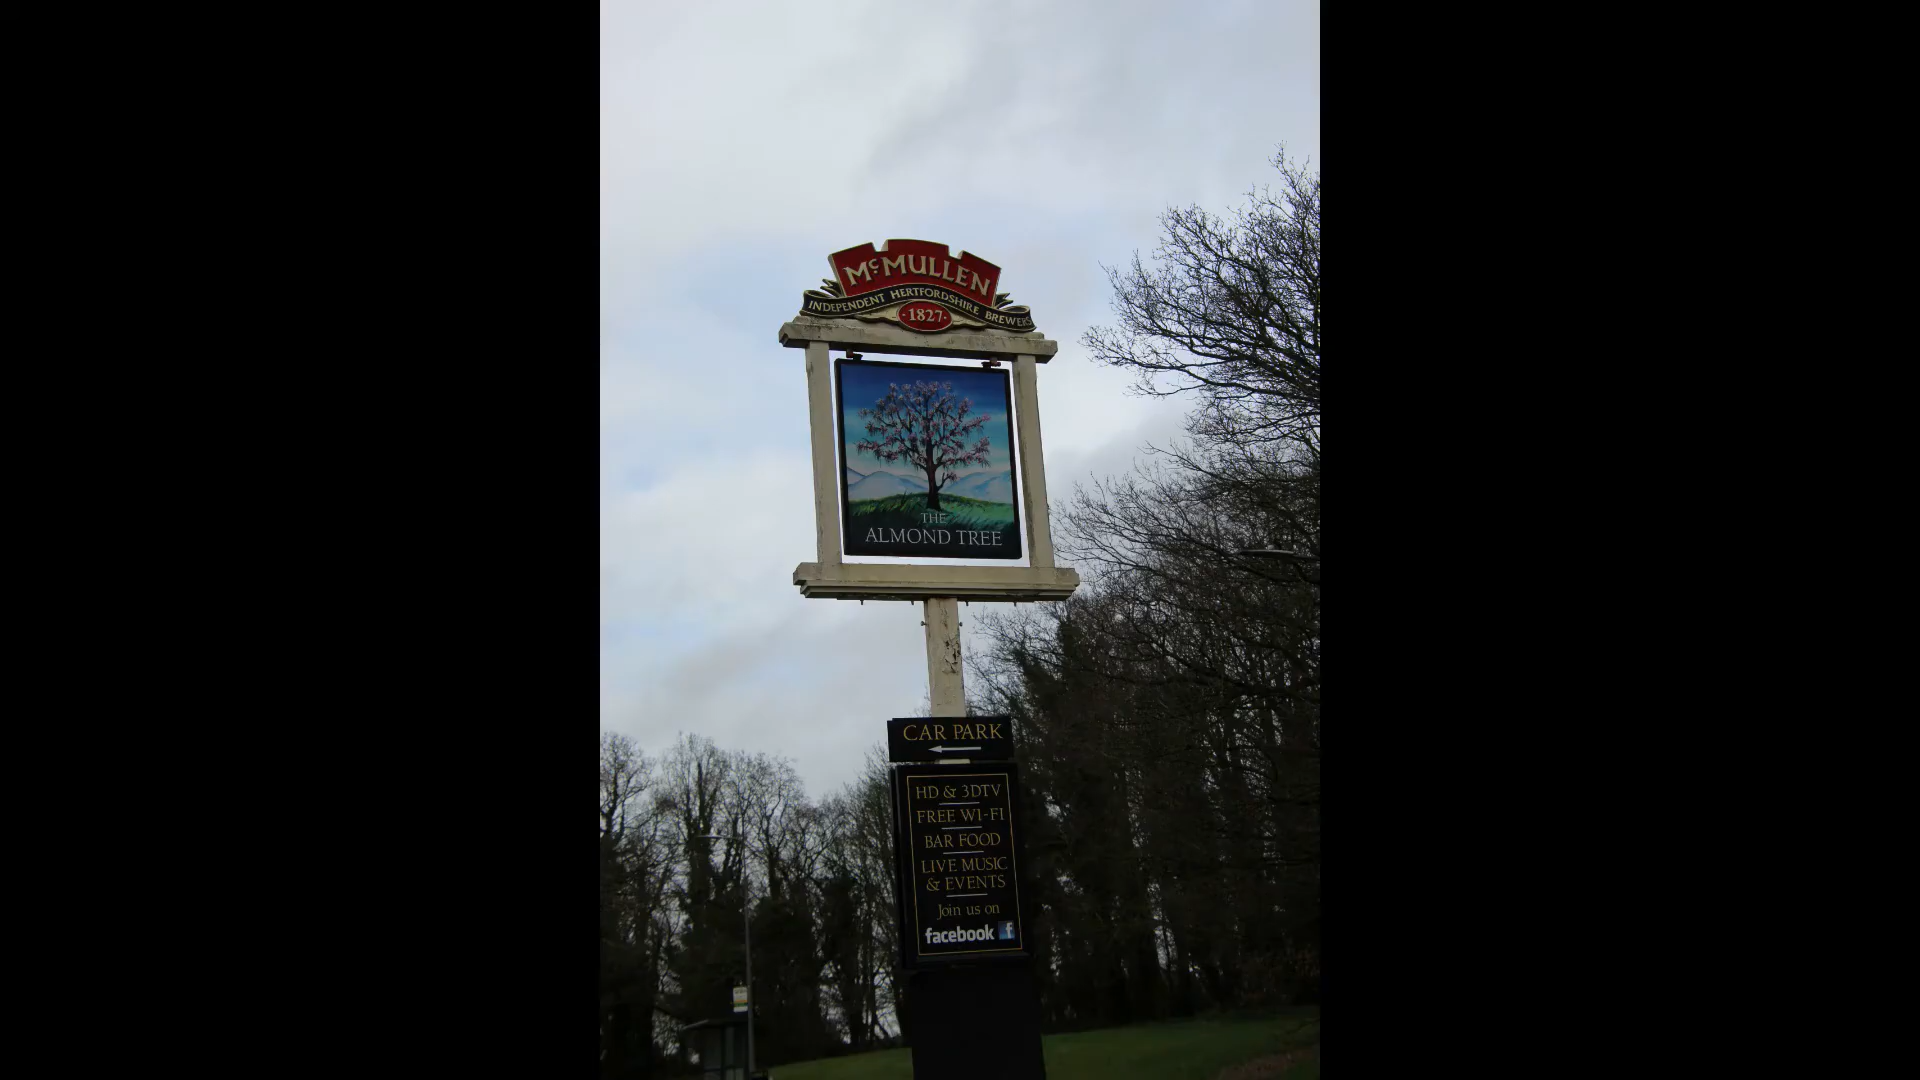 McMULLEN
INDEPENDENT HERTFORDSHIRE BREWERS
·1827·
THE
ALMOND TREE
CAR PARK
HD & 3DTV
FREE WI-FI
BAR FOOD
LIVE MUSIC
& EVENTS
Join us on
facebook f